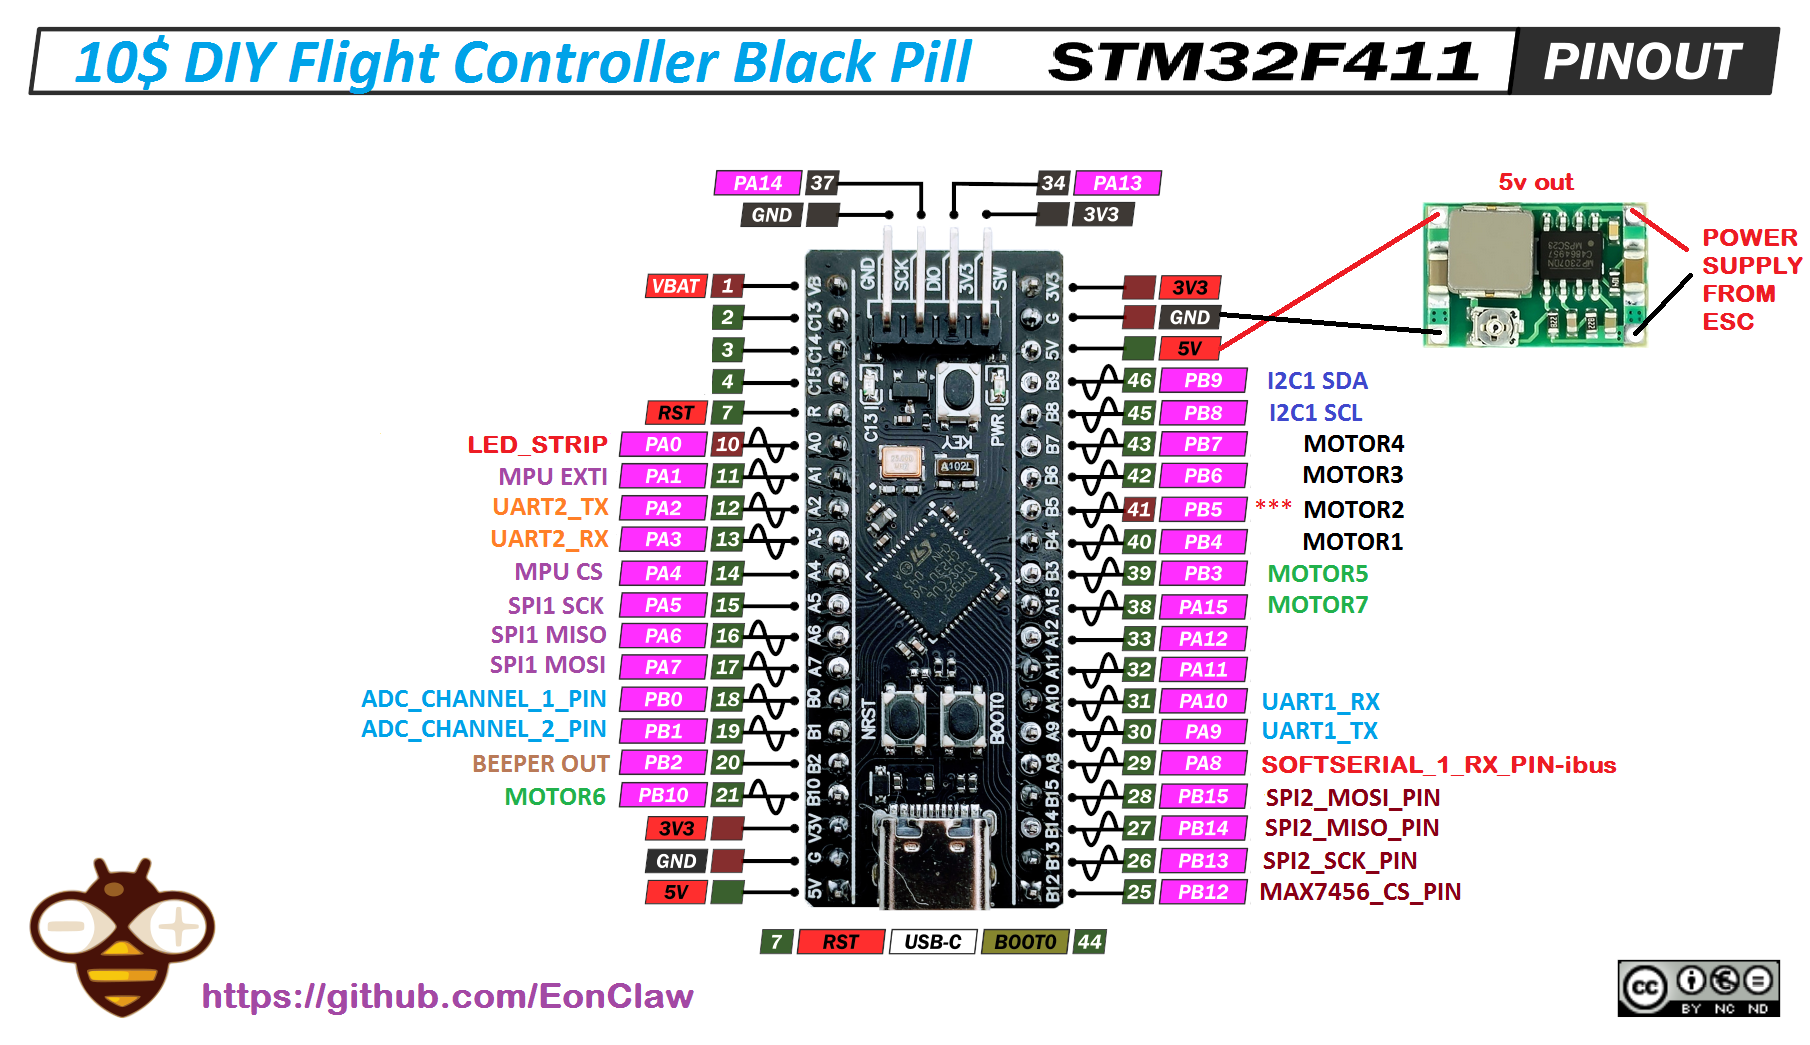 10$ DIY Flight Controller Black Pill STM32F411 PINOUT
PA14 37 34 PA13
GND 3V3
5v out
POWER
SUPPLY
FROM
ESC
VBAT 1
2
3
4
RST 7
LED_STRIP PA0 10
MPU EXTI PA1 11
UART2_TX PA2 12
UART2_RX PA3 13
MPU CS PA4 14
SPI1 SCK PA5 15
SPI1 MISO PA6 16
SPI1 MOSI PA7 17
ADC_CHANNEL_1_PIN PB0 18
ADC_CHANNEL_2_PIN PB1 19
BEEPER OUT PB2 20
MOTOR6 PB10 21
3V3
GND
5V
GND
SCK
DIO
3V3
SW
VB
C13
C14
C15
R
A0
A1
A2
A3
A4
A5
A6
A7
B0
B1
B2
B10
V3V
G
5V
C13
KEY
PWR
A102L
NRST
BOOT0
3V3
G
5V
B9
B8
B7
B6
B5
B4
B3
A15
A12
A11
A10
A9
A8
B15
B14
B13
B12
3V3
GND
5V
46 PB9 I2C1 SDA
45 PB8 I2C1 SCL
43 PB7 MOTOR4
42 PB6 MOTOR3
41 PB5 *** MOTOR2
40 PB4 MOTOR1
39 PB3 MOTOR5
38 PA15 MOTOR7
33 PA12
32 PA11
31 PA10 UART1_RX
30 PA9 UART1_TX
29 PA8 SOFTSERIAL_1_RX_PIN-ibus
28 PB15 SPI2_MOSI_PIN
27 PB14 SPI2_MISO_PIN
26 PB13 SPI2_SCK_PIN
25 PB12 MAX7456_CS_PIN
7 RST USB-C BOOT0 44
https://github.com/EonClaw
cc
BY NC ND